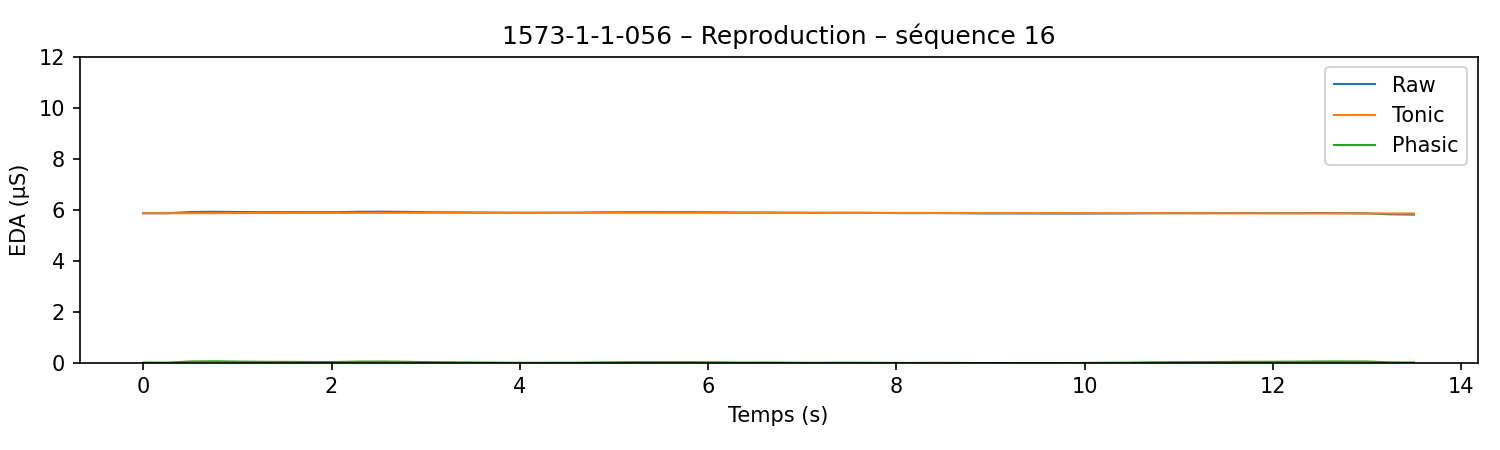 1573-1-1-056 – Reproduction – séquence 16
12
10
8
6
4
2
0
EDA (µS)
Raw
Tonic
Phasic
0 2 4 6 8 10 12 14
Temps (s)